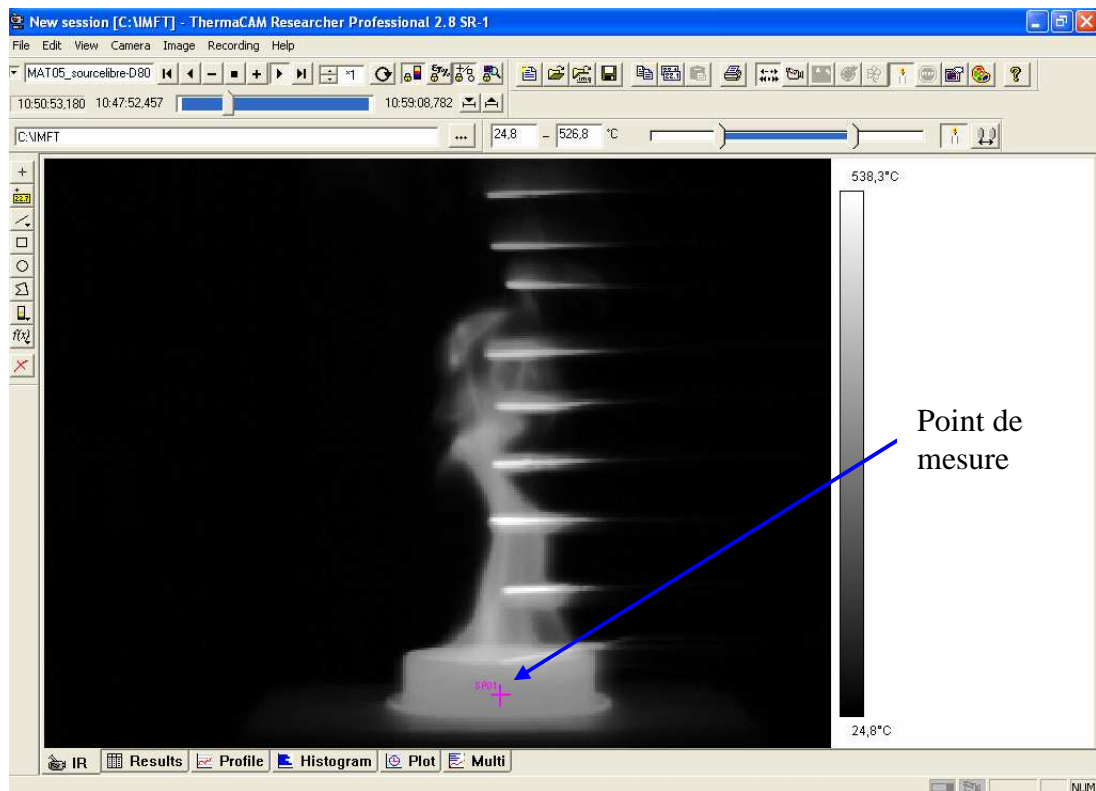 New session [C:\IMFT] - ThermaCAM Researcher Professional 2.8 SR-1
File Edit View Camera Image Recording Help
MAT05_sourcelibre-D80
10:50:53,180 10:47:52,457 10:59:08,782
C:\IMFT ... 24,8 – 526,8 °C
538,3°C
Point de
mesure
SP01
24,8°C
IR Results Profile Histogram Plot Multi
NUM